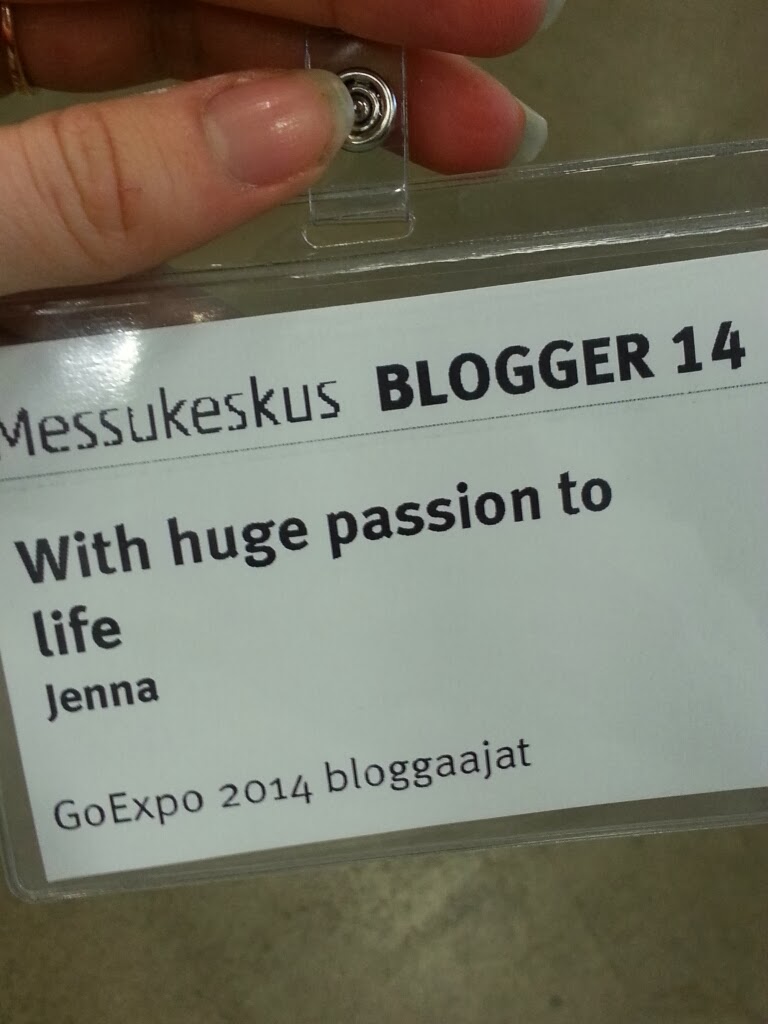 Messukeskus BLOGGER 14
With huge passion to
life
Jenna
GoExpo 2014 bloggaajat